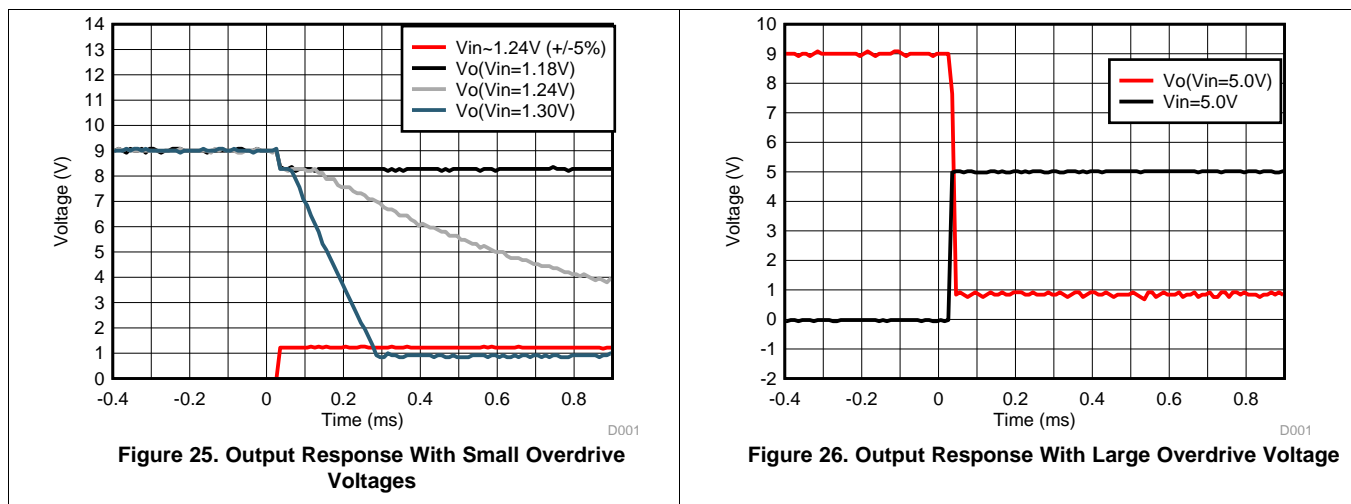 14
13
12
11
10
9
8
7
6
5
4
3
2
1
0
Voltage (V)
Vin~1.24V (+/-5%)
Vo(Vin=1.18V)
Vo(Vin=1.24V)
Vo(Vin=1.30V)
-0.4 -0.2 0 0.2 0.4 0.6 0.8
Time (ms)
D001
Figure 25. Output Response With Small Overdrive
Voltages
10
9
8
7
6
5
4
3
2
1
0
-1
-2
Voltage (V)
Vo(Vin=5.0V)
Vin=5.0V
-0.4 -0.2 0 0.2 0.4 0.6 0.8
Time (ms)
D001
Figure 26. Output Response With Large Overdrive Voltage